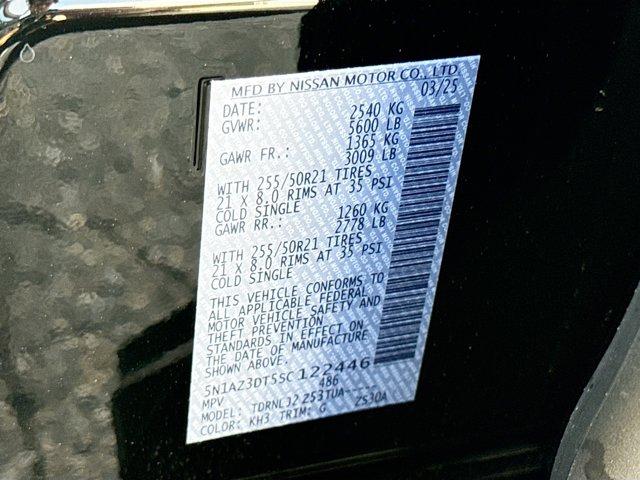 MFD BY NISSAN MOTOR CO., LTD.
DATE: 03/25
GVWR: 2540 KG
5600 LB
GAWR FR.: 1365 KG
3009 LB
WITH 255/50R21 TIRES
21 X 8.0 RIMS AT 35 PSI
COLD SINGLE
GAWR RR.: 1260 KG
2778 LB
WITH 255/50R21 TIRES
21 X 8.0 RIMS AT 35 PSI
COLD SINGLE
THIS VEHICLE CONFORMS TO
ALL APPLICABLE FEDERAL
MOTOR VEHICLE SAFETY AND
THEFT PREVENTION
STANDARDS IN EFFECT ON
THE DATE OF MANUFACTURE
SHOWN ABOVE.
5N1AZ3DT5SC122446
MPV 486
MODEL: TDRNLJ2 Z53TUA-----
COLOR: KH3 TRIM: G ZS30A